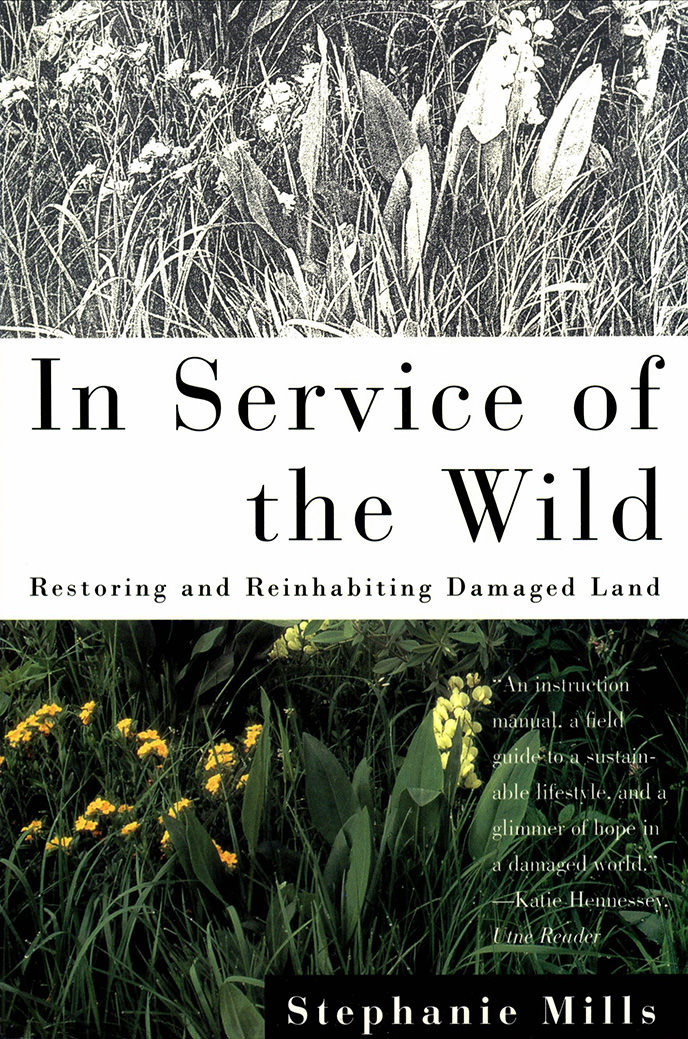 In Service of
the Wild
Restoring and Reinhabiting Damaged Land
"An instruction
manual, a field
guide to a sustain-
able lifestyle, and a
glimmer of hope in
a damaged world."
—Katie Hennessey,
Utne Reader
Stephanie Mills